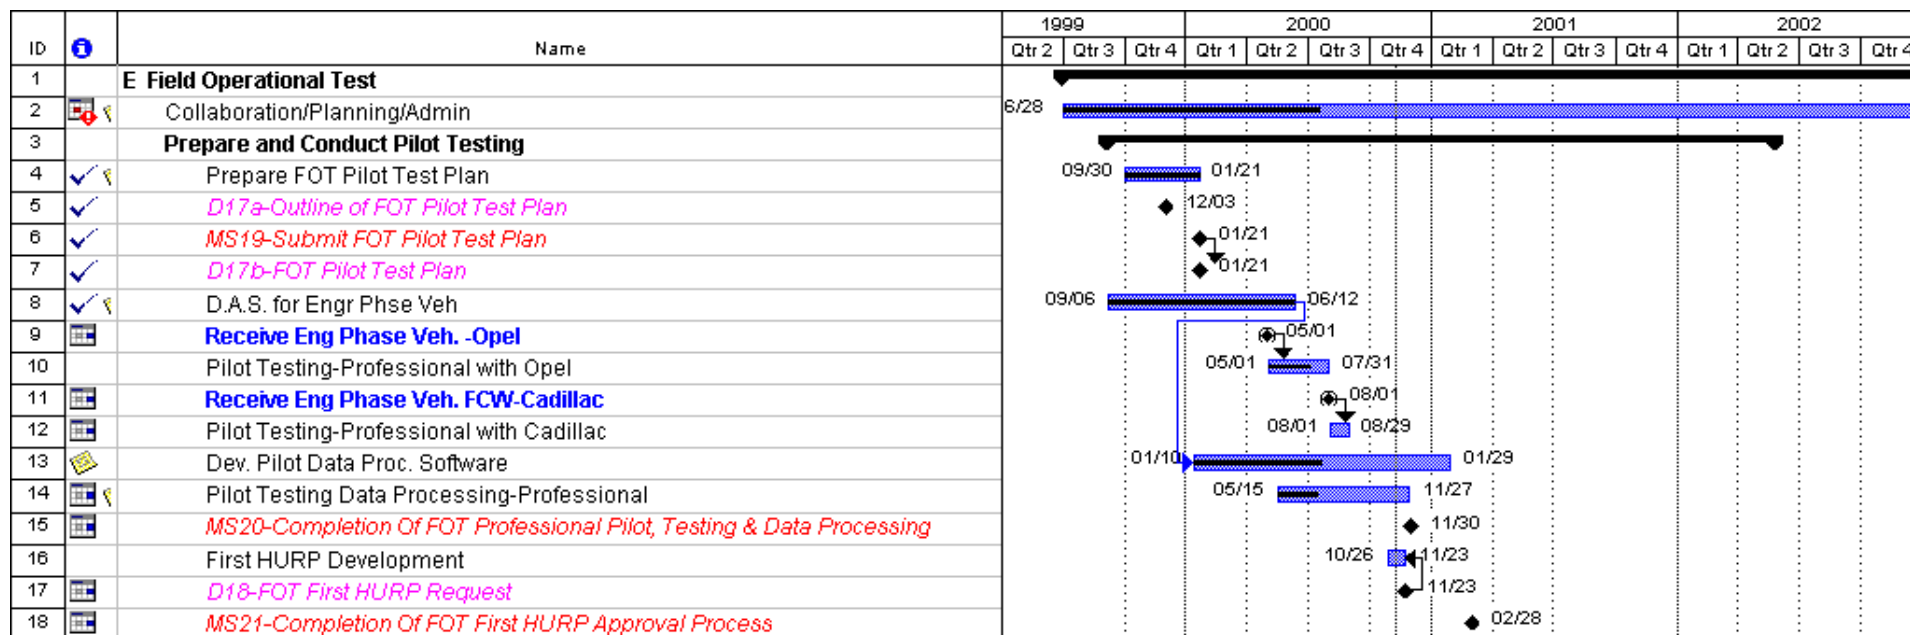 1999 2000 2001 2002
ID i Name Qtr 2 Qtr 3 Qtr 4 Qtr 1 Qtr 2 Qtr 3 Qtr 4 Qtr 1 Qtr 2 Qtr 3 Qtr 4 Qtr 1 Qtr 2 Qtr 3 Qtr 4
1 E Field Operational Test
2 Collaboration/Planning/Admin 6/28
3 Prepare and Conduct Pilot Testing
4 Prepare FOT Pilot Test Plan 09/30 01/21
5 D17a-Outline of FOT Pilot Test Plan 12/03
6 MS19-Submit FOT Pilot Test Plan 01/21
7 D17b-FOT Pilot Test Plan 01/21
8 D.A.S. for Engr Phse Veh 09/06 06/12
9 Receive Eng Phase Veh. -Opel 05/01
10 Pilot Testing-Professional with Opel 05/01 07/31
11 Receive Eng Phase Veh. FCW-Cadillac 08/01
12 Pilot Testing-Professional with Cadillac 08/01 08/29
13 Dev. Pilot Data Proc. Software 01/10 01/29
14 Pilot Testing Data Processing-Professional 05/15 11/27
15 MS20-Completion Of FOT Professional Pilot, Testing & Data Processing 11/30
16 First HURP Development 10/26 11/23
17 D18-FOT First HURP Request 11/23
18 MS21-Completion Of FOT First HURP Approval Process 02/28